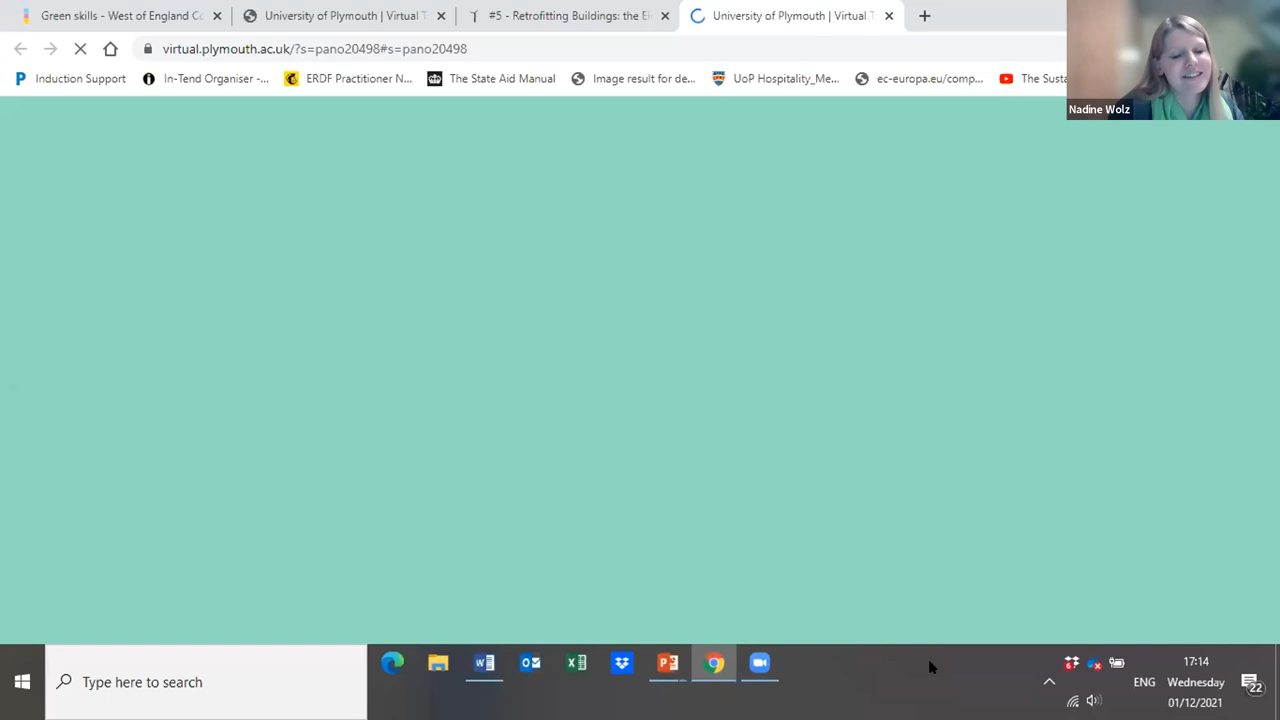 Green skills - West of England Co
University of Plymouth | Virtual T
#5 - Retrofitting Buildings: the El
University of Plymouth | Virtual T
virtual.plymouth.ac.uk/?s=pano20498#s=pano20498
Induction Support
In-Tend Organiser -...
ERDF Practitioner N...
The State Aid Manual
Image result for de...
UoP Hospitality_Me...
ec-europa.eu/comp...
The Susta
Nadine Wolz
Type here to search
17:14
ENG
Wednesday
01/12/2021
22